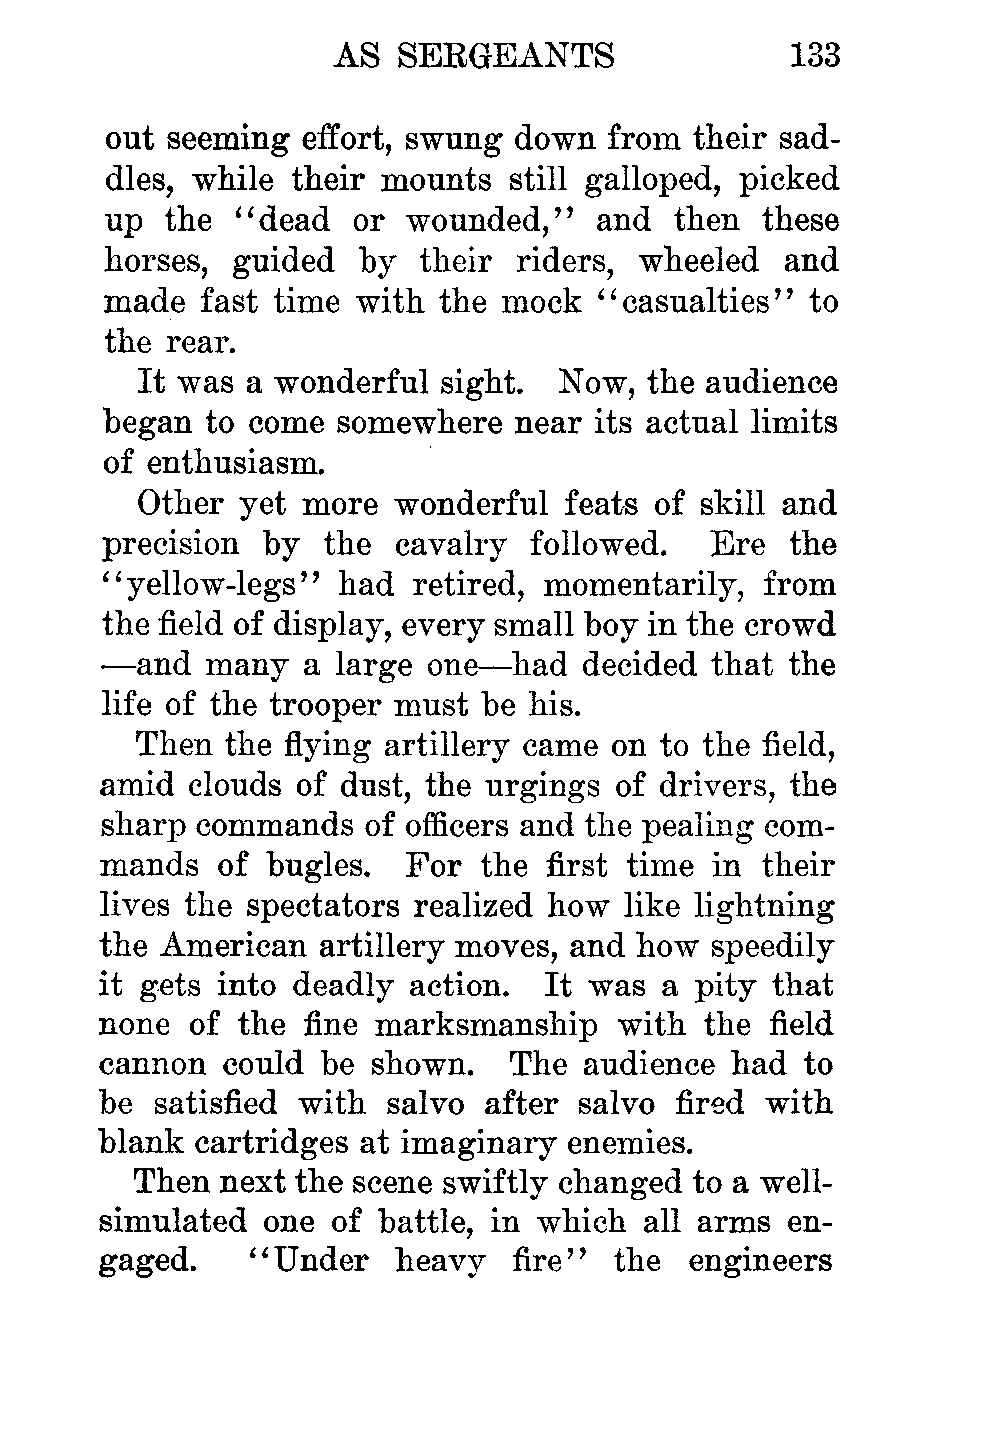 AS SERGEANTS 133
out seeming effort, swung down from their sad-
dles, while their mounts still galloped, picked
up the “dead or wounded,” and then these
horses, guided by their riders, wheeled and
made fast time with the mock “casualties” to
the rear.
It was a wonderful sight. Now, the audience
began to come somewhere near its actual limits
of enthusiasm.
Other yet more wonderful feats of skill and
precision by the cavalry followed. Ere the
“yellow-legs” had retired, momentarily, from
the field of display, every small boy in the crowd
—and many a large one—had decided that the
life of the trooper must be his.
Then the flying artillery came on to the field,
amid clouds of dust, the urgings of drivers, the
sharp commands of officers and the pealing com-
mands of bugles. For the first time in their
lives the spectators realized how like lightning
the American artillery moves, and how speedily
it gets into deadly action. It was a pity that
none of the fine marksmanship with the field
cannon could be shown. The audience had to
be satisfied with salvo after salvo fired with
blank cartridges at imaginary enemies.
Then next the scene swiftly changed to a well-
simulated one of battle, in which all arms en-
gaged. “Under heavy fire” the engineers